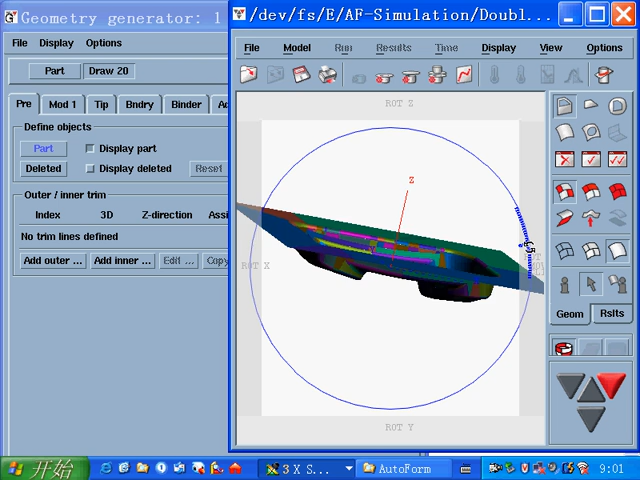 Geometry generator: 1
File Display Options
Part Draw 20
Pre Mod 1 Tip Bndry Binder
Define objects
Part Display part
Deleted Display deleted Reset
Outer / inner trim
Index 3D Z-direction
No trim lines defined
Add outer ... Add inner ... Edit ... Copy
/dev/fs/E/AF-Simulation/Doubl...
File Model Run Results Time Display View Options
ROT Z
Z
X
ROT X
ROT Y
Geom Rslts
开始
3 X S...
AutoForm
9:01